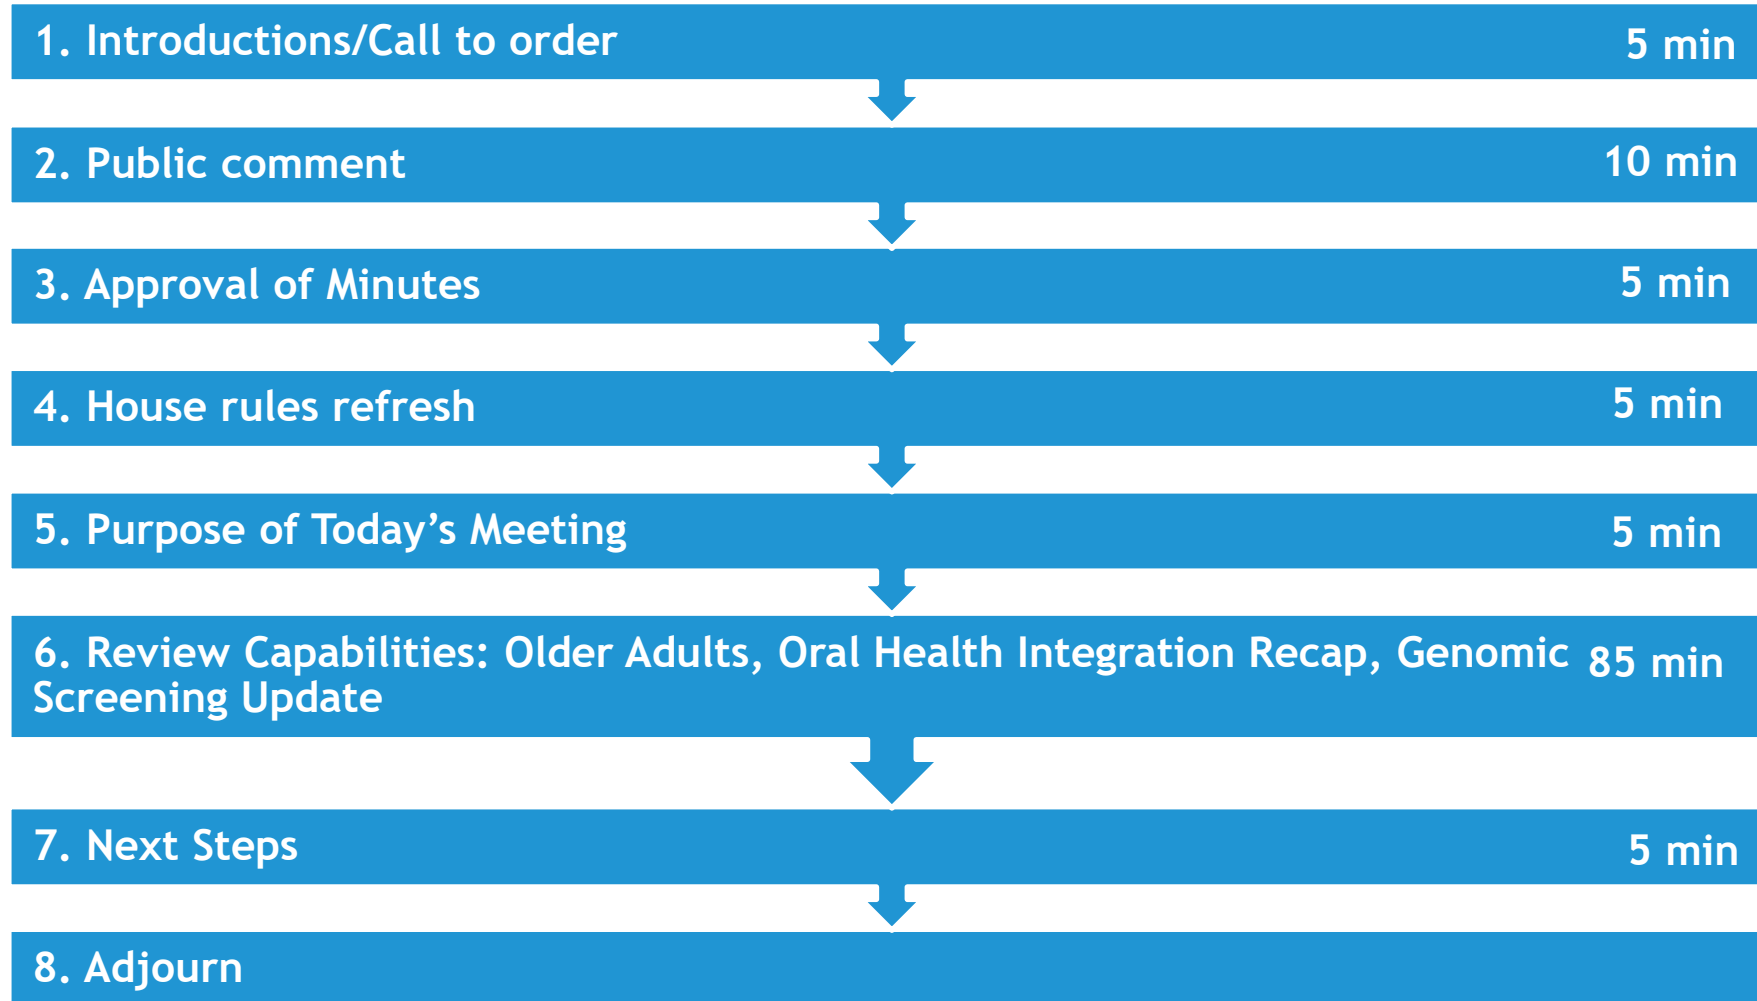 1. Introductions/Call to order 5 min
2. Public comment 10 min
3. Approval of Minutes 5 min
4. House rules refresh 5 min
5. Purpose of Today’s Meeting 5 min
6. Review Capabilities: Older Adults, Oral Health Integration Recap, Genomic 85 min
Screening Update
7. Next Steps 5 min
8. Adjourn